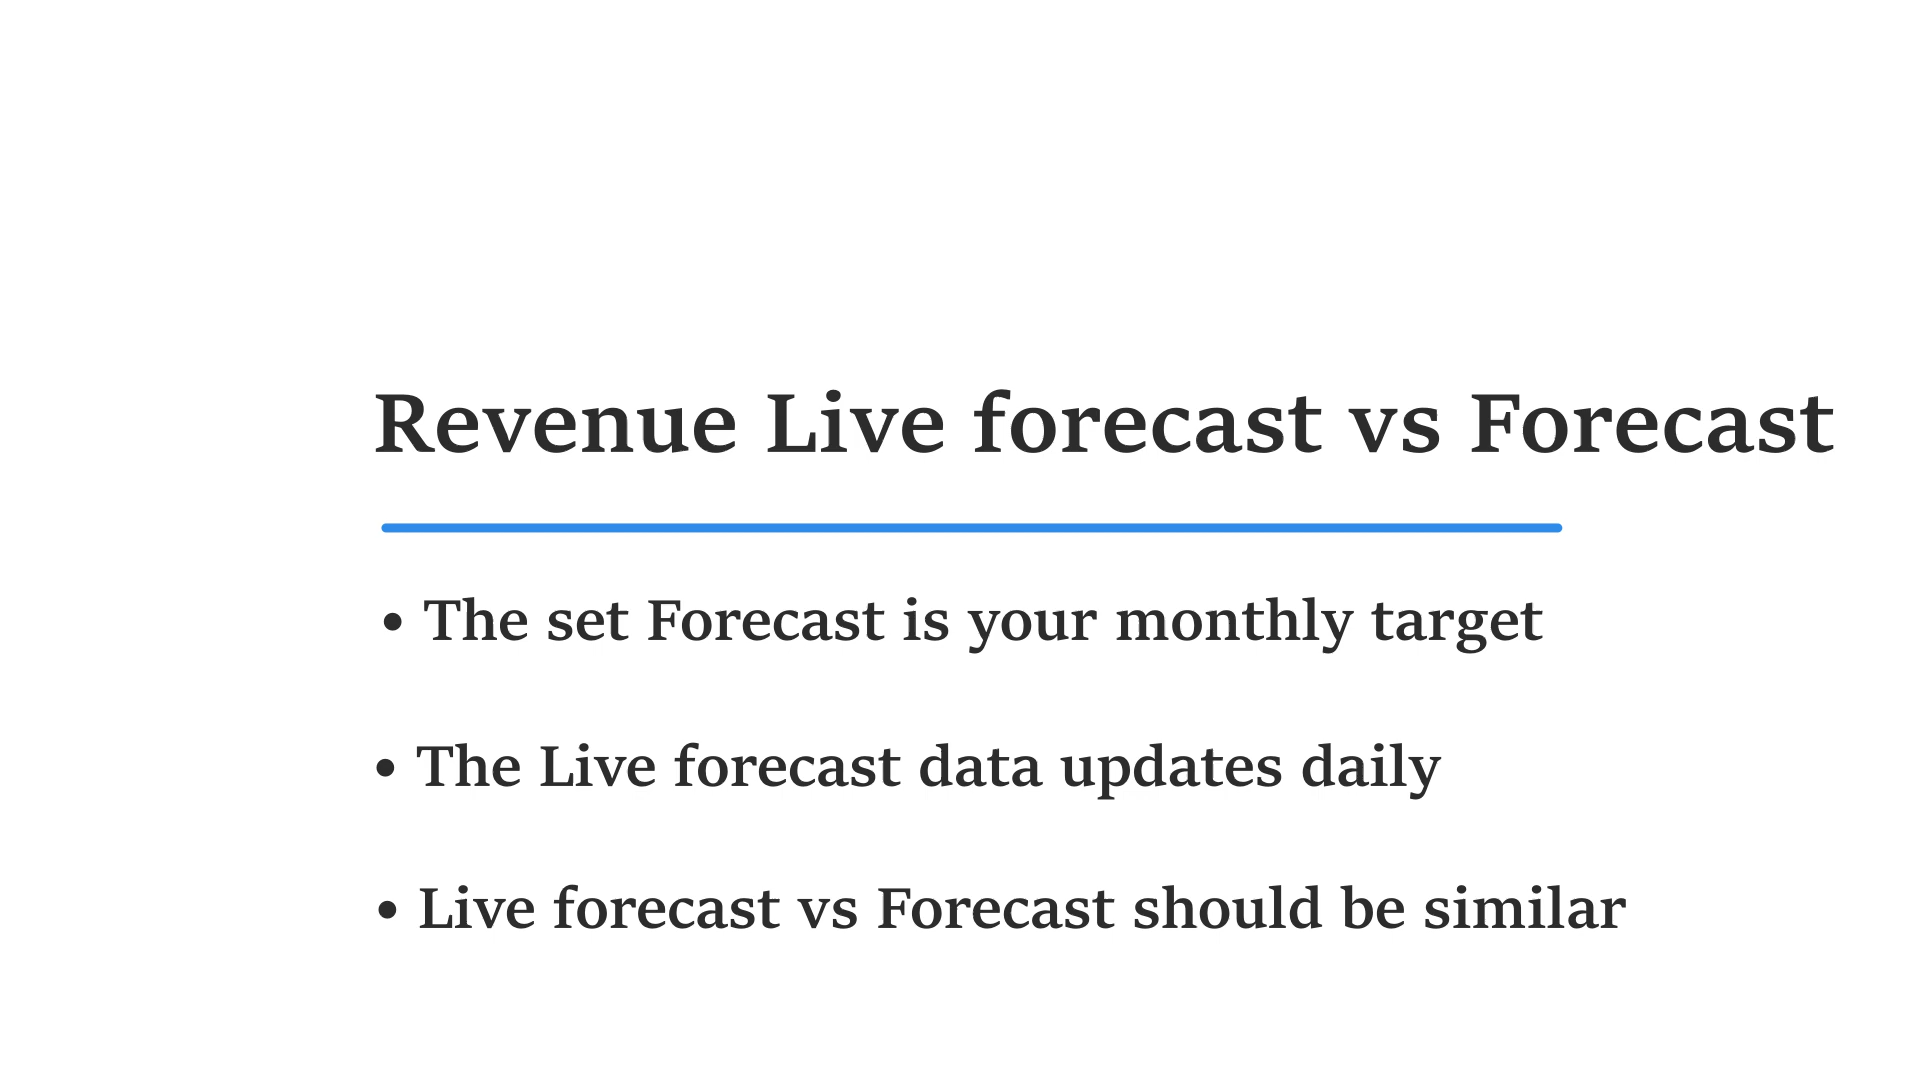 Revenue Live forecast vs Forecast
• The set Forecast is your monthly target
• The Live forecast data updates daily
• Live forecast vs Forecast should be similar